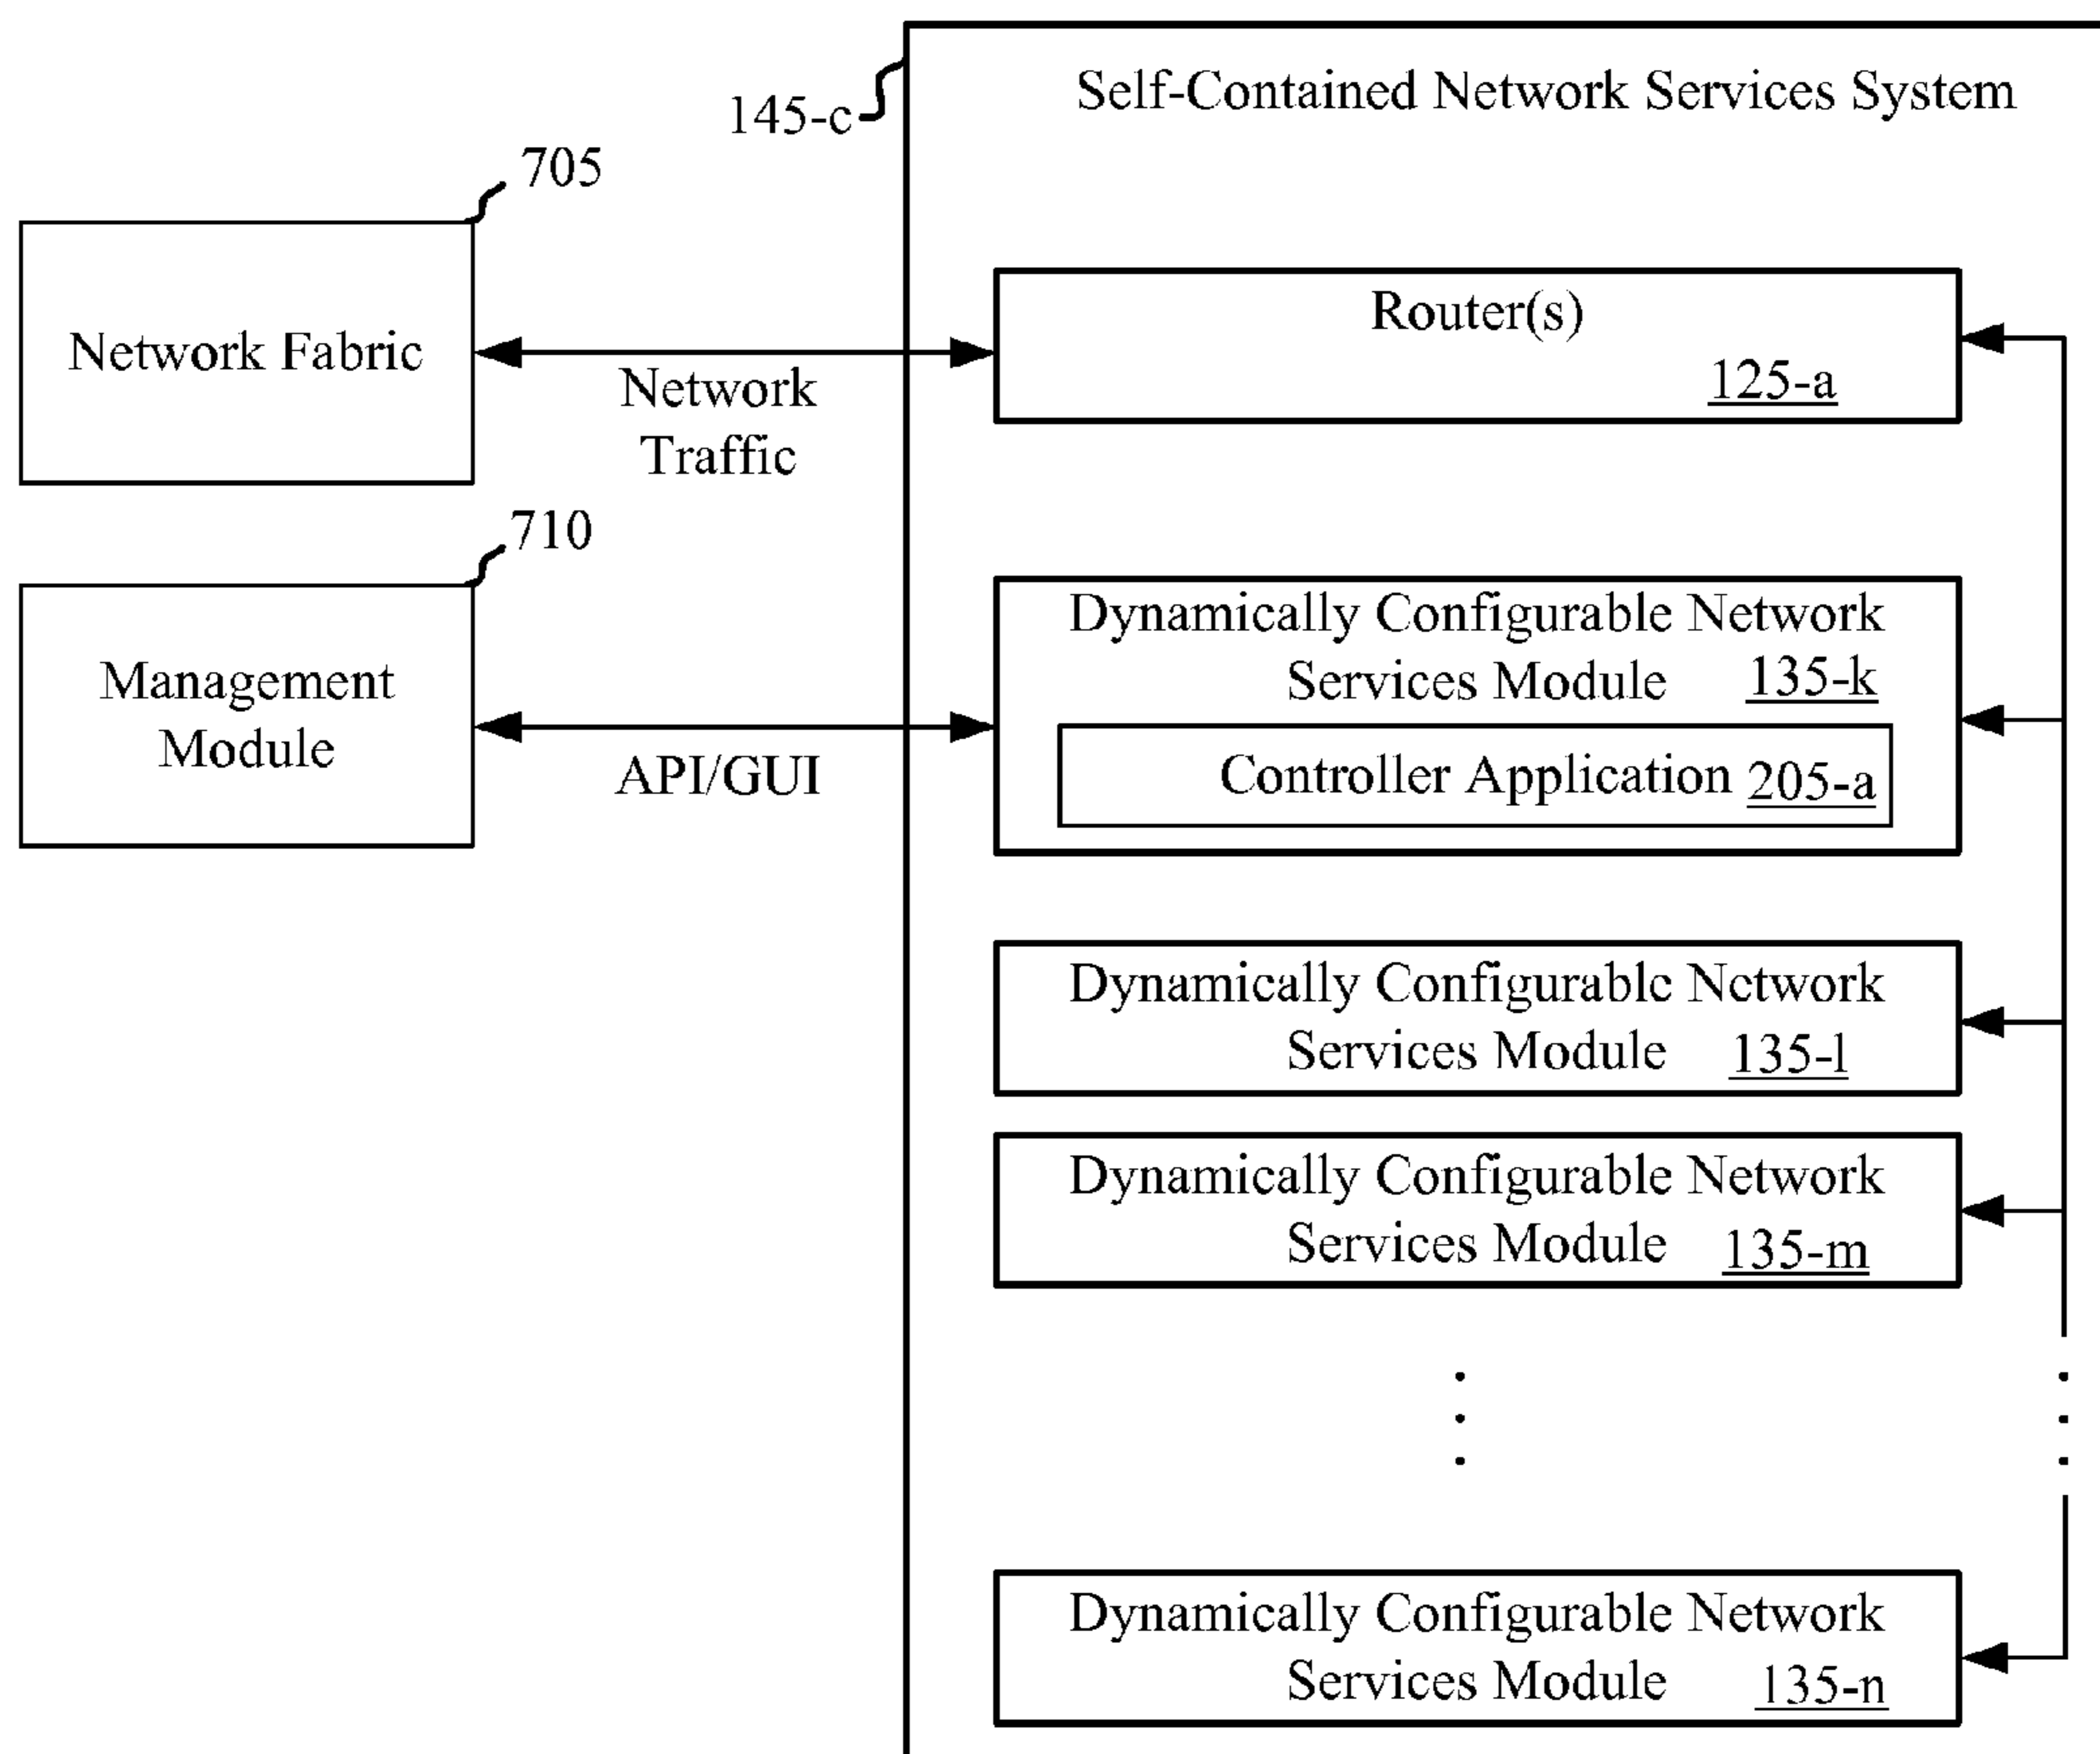 Self-Contained Network Services System
145-c
705
Network Fabric
Network
Traffic
Router(s)
125-a
710
Management
Module
API/GUI
Dynamically Configurable Network
Services Module 135-k
Controller Application 205-a
Dynamically Configurable Network
Services Module 135-l
Dynamically Configurable Network
Services Module 135-m
Dynamically Configurable Network
Services Module 135-n